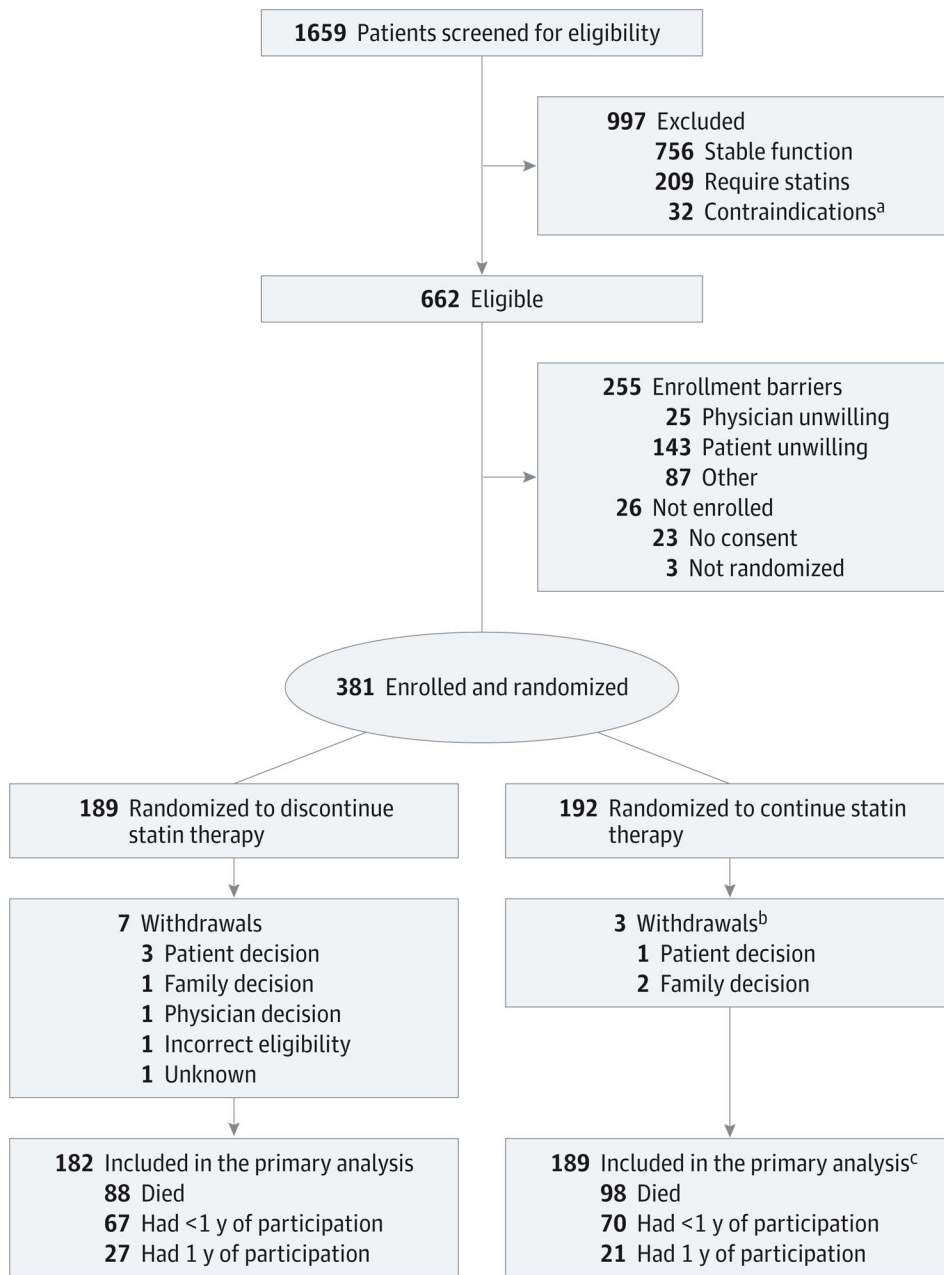 1659 Patients screened for eligibility
997 Excluded
756 Stable function
209 Require statins
32 Contraindicationsᵃ
662 Eligible
255 Enrollment barriers
25 Physician unwilling
143 Patient unwilling
87 Other
26 Not enrolled
23 No consent
3 Not randomized
381 Enrolled and randomized
189 Randomized to discontinue
statin therapy
192 Randomized to continue statin
therapy
7 Withdrawals
3 Patient decision
1 Family decision
1 Physician decision
1 Incorrect eligibility
1 Unknown
3 Withdrawalsᵇ
1 Patient decision
2 Family decision
182 Included in the primary analysis
88 Died
67 Had <1 y of participation
27 Had 1 y of participation
189 Included in the primary analysisᶜ
98 Died
70 Had <1 y of participation
21 Had 1 y of participation